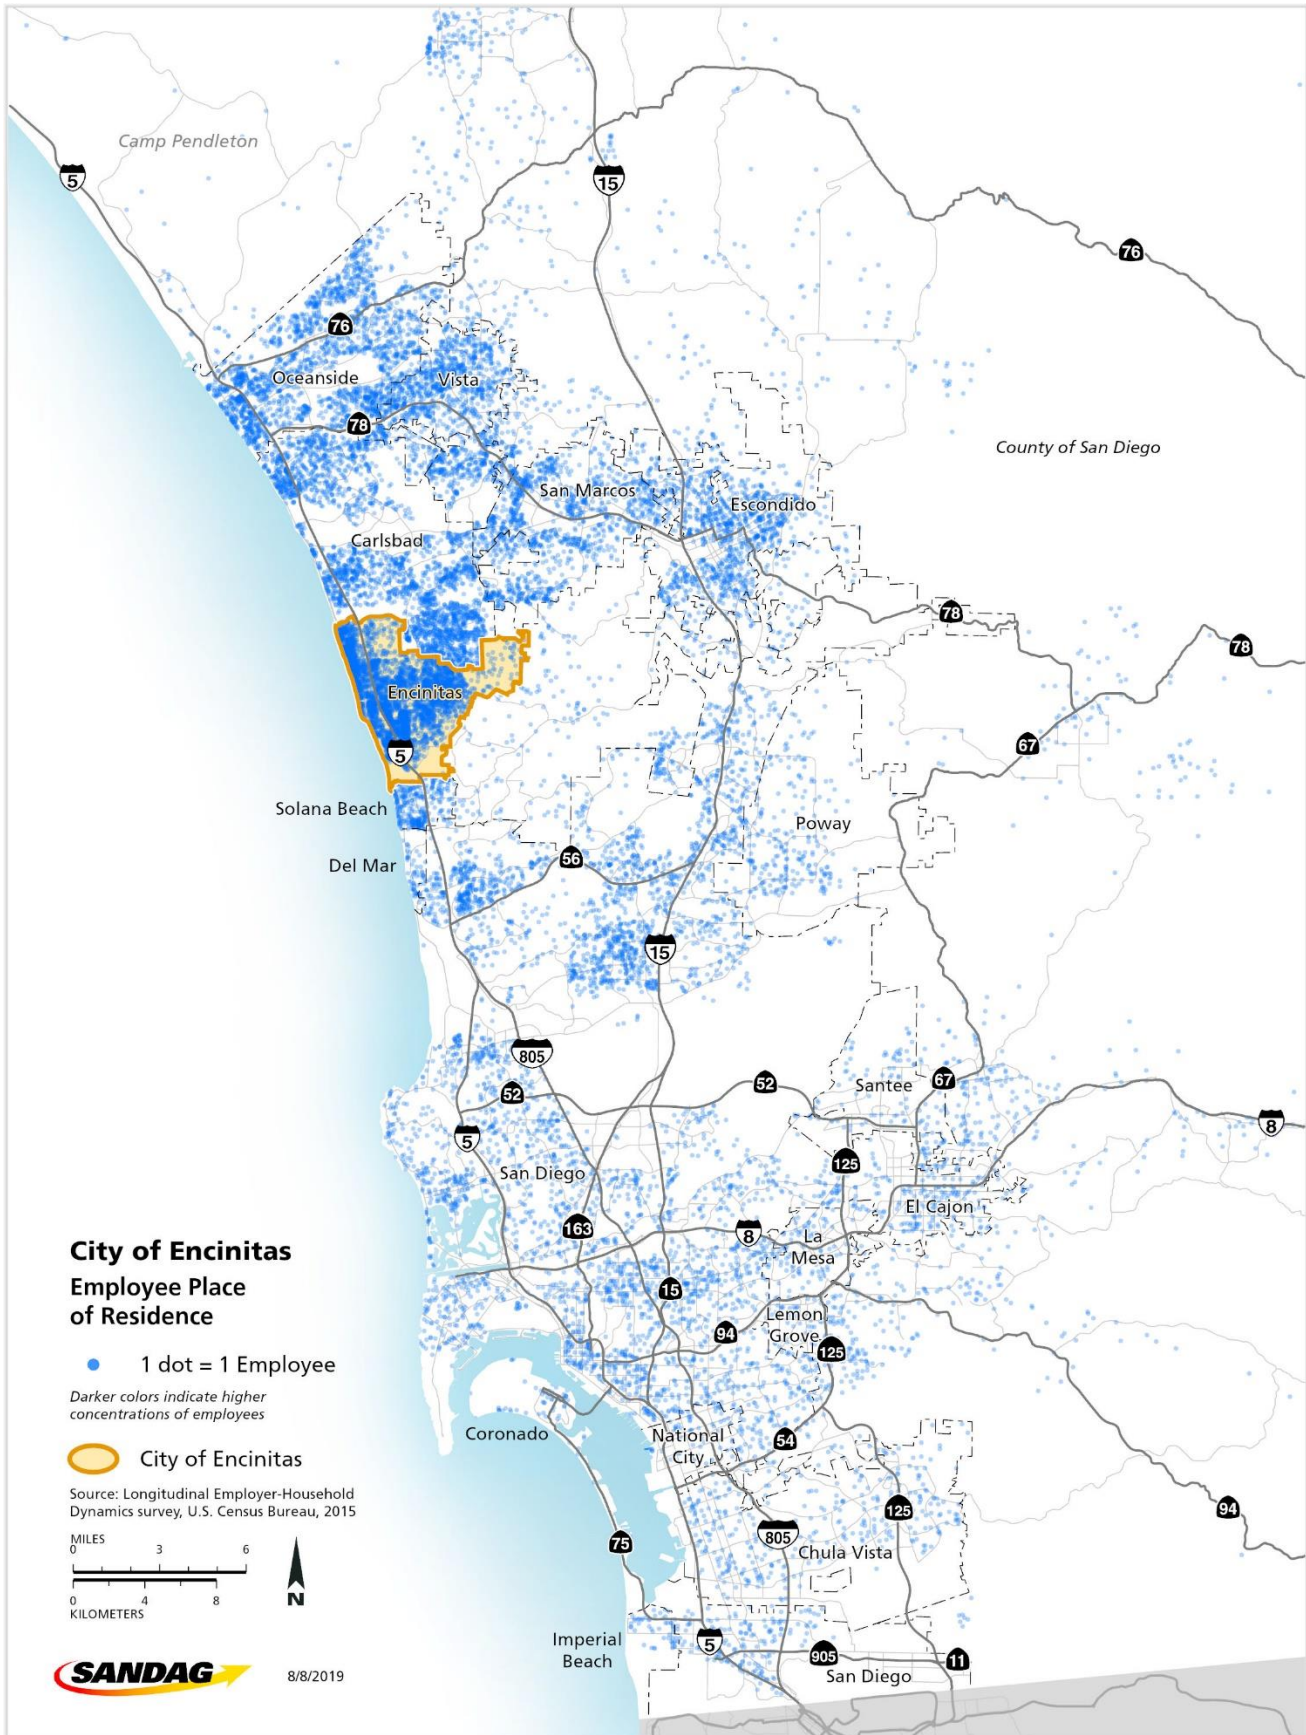 Camp Pendleton
5
15
76
76
Oceanside
Vista
78
County of San Diego
San Marcos
Escondido
Carlsbad
78
78
Encinitas
67
5
Solana Beach
Poway
56
Del Mar
15
805
52
Santee
67
52
8
5
125
San Diego
El Cajon
163
8
La
Mesa
City of Encinitas
Employee Place
of Residence
15
Lemon
Grove
94
125
1 dot = 1 Employee
Darker colors indicate higher
concentrations of employees
Coronado
National
City
54
City of Encinitas
Source: Longitudinal Employer-Household
Dynamics survey, U.S. Census Bureau, 2015
125
94
MILES
0 3 6
75
805
Chula Vista
0 4 8
KILOMETERS
N
Imperial
Beach
5
905
11
San Diego
SANDAG
8/8/2019